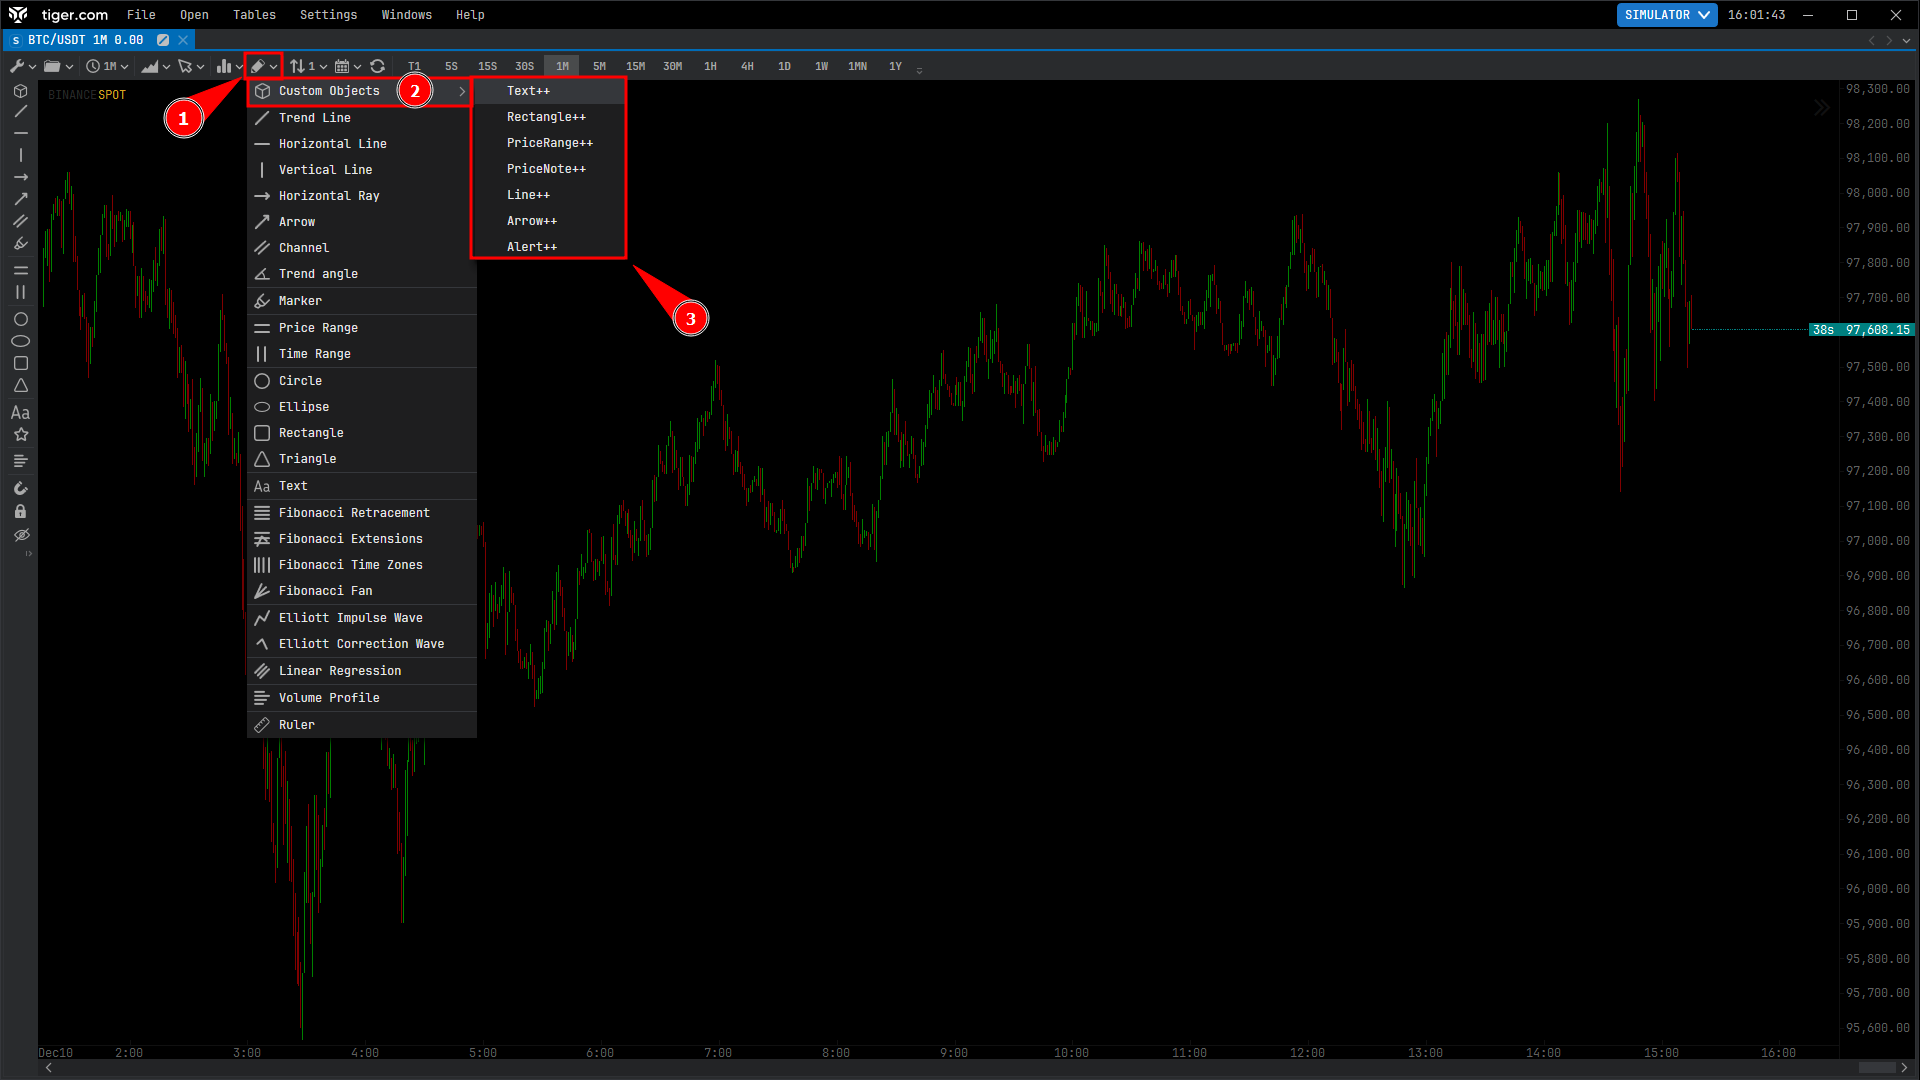 tiger.com File Open Tables Settings Windows Help SIMULATOR 16:01:43
S BTC/USDT 1M 0.00
1M 1 T1 5S 15S 30S 1M 5M 15M 30M 1H 4H 1D 1W 1MN 1Y
BINANCESPOT
1
2
3
Custom Objects
Trend Line
Horizontal Line
Vertical Line
Horizontal Ray
Arrow
Channel
Trend angle
Marker
Price Range
Time Range
Circle
Ellipse
Rectangle
Triangle
Aa Text
Fibonacci Retracement
Fibonacci Extensions
Fibonacci Time Zones
Fibonacci Fan
Elliott Impulse Wave
Elliott Correction Wave
Linear Regression
Volume Profile
Ruler
Text++
Rectangle++
PriceRange++
PriceNote++
Line++
Arrow++
Alert++
Aa
98,300.00
98,200.00
98,100.00
98,000.00
97,900.00
97,800.00
97,700.00
38s 97,608.15
97,500.00
97,400.00
97,300.00
97,200.00
97,100.00
97,000.00
96,900.00
96,800.00
96,700.00
96,600.00
96,500.00
96,400.00
96,300.00
96,200.00
96,100.00
96,000.00
95,900.00
95,800.00
95,700.00
95,600.00
Dec10 2:00 3:00 4:00 5:00 6:00 7:00 8:00 9:00 10:00 11:00 12:00 13:00 14:00 15:00 16:00